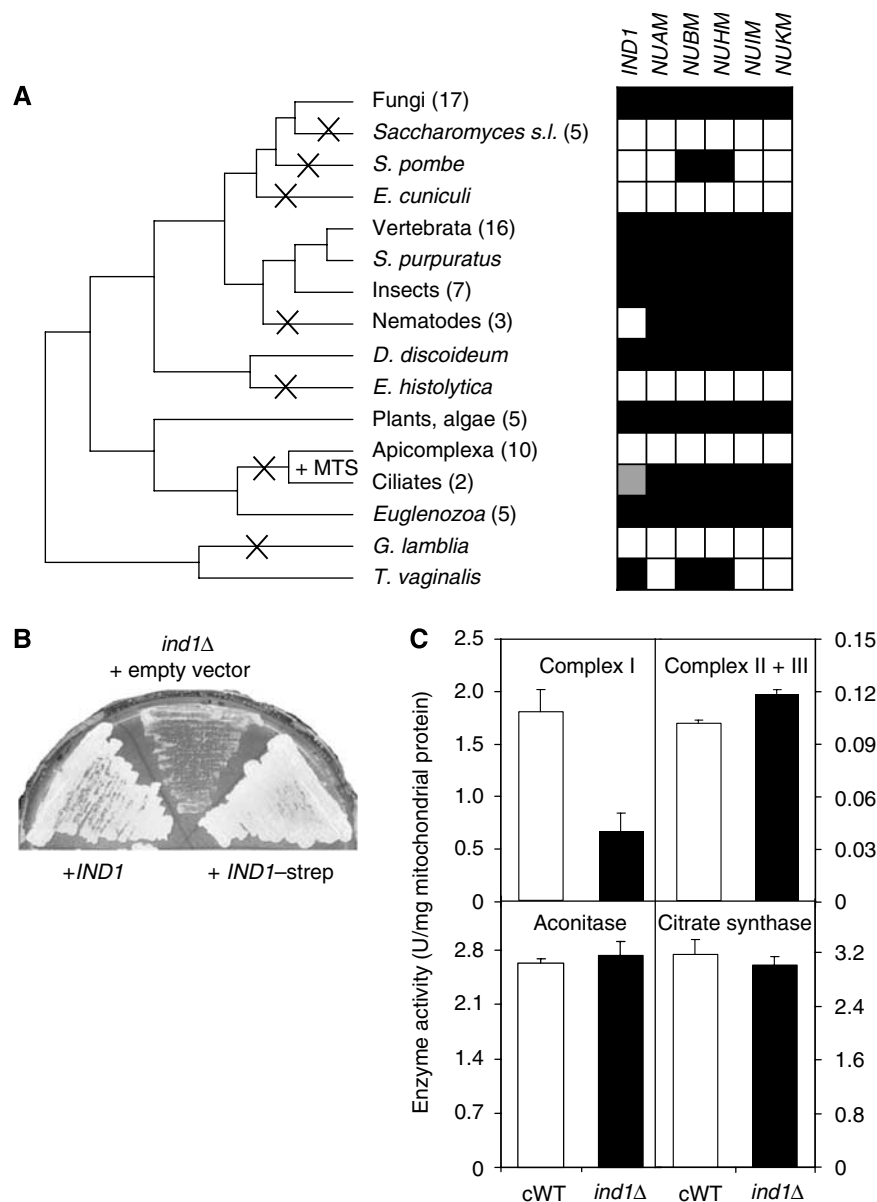 IND1 NUAM NUBM NUHM NUIM NUKM
A
Fungi (17)
Saccharomyces s.l. (5)
S. pombe
E. cuniculi
Vertebrata (16)
S. purpuratus
Insects (7)
Nematodes (3)
D. discoideum
E. histolytica
Plants, algae (5)
Apicomplexa (10)
+ MTS
Ciliates (2)
Euglenozoa (5)
G. lamblia
T. vaginalis
B
ind1Δ
+ empty vector
+IND1
+ IND1–strep
C
Enzyme activity (U/mg mitochondrial protein)
Complex I
2.5
2.0
1.5
1.0
0.5
0
Complex II + III
0.15
0.12
0.09
0.06
0.03
0
Aconitase
2.8
2.1
1.4
0.7
0
Citrate synthase
3.2
2.4
1.6
0.8
0
cWT ind1Δ cWT ind1Δ